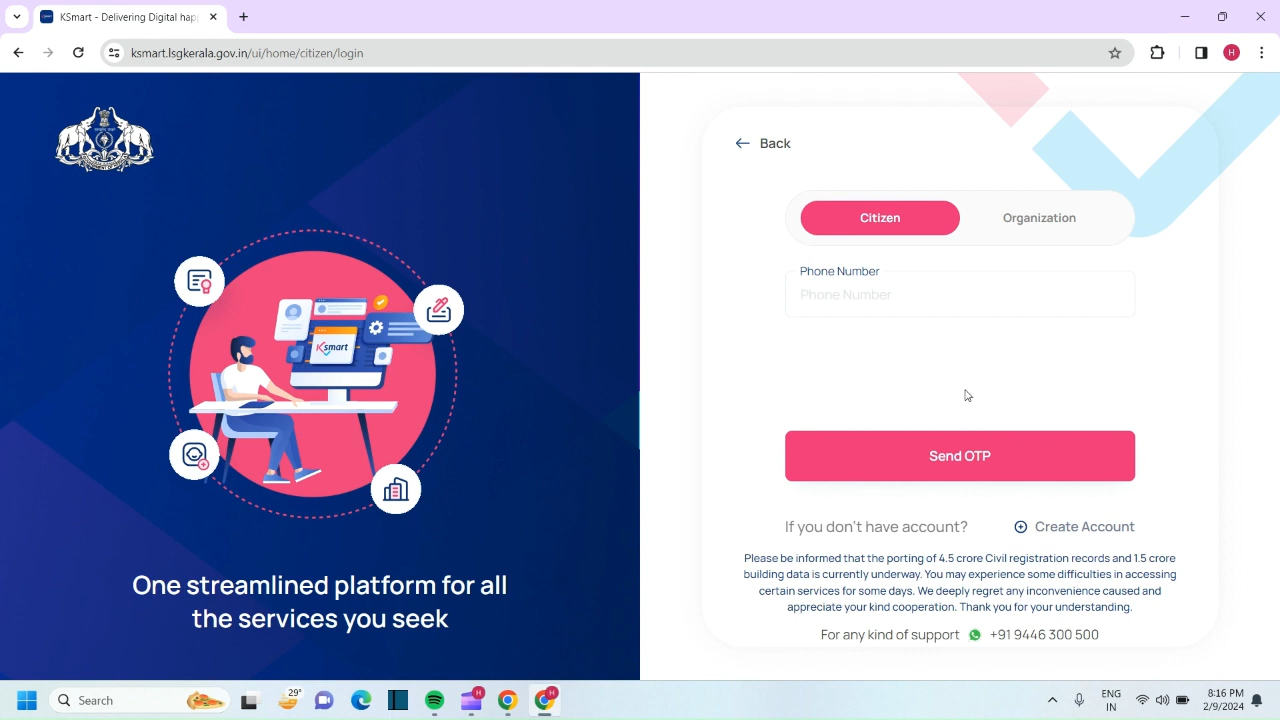 KSmart - Delivering Digital hap
ksmart.lsgkerala.gov.in/ui/home/citizen/login
H
Ksmart
One streamlined platform for all
the services you seek
Back
Citizen
Organization
Phone Number
Phone Number
Send OTP
If you don't have account?
Create Account
Please be informed that the porting of 4.5 crore Civil registration records and 1.5 crore
building data is currently underway. You may experience some difficulties in accessing
certain services for some days. We deeply regret any inconvenience caused and
appreciate your kind cooperation. Thank you for your understanding.
For any kind of support +91 9446 300 500
Search
29°
H
H
ENG
IN
8:16 PM
2/9/2024